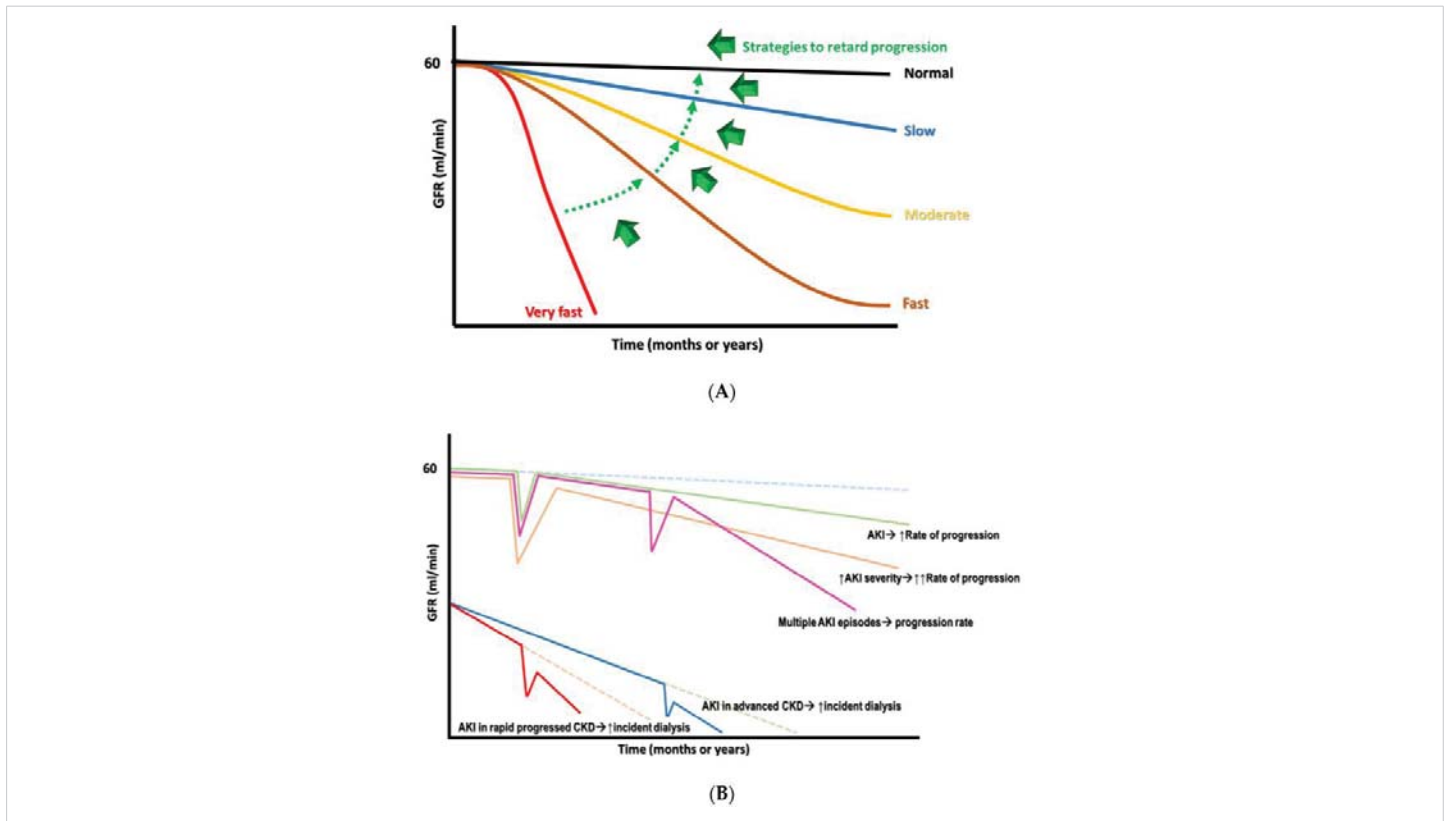 Strategies to retard progression
60
Normal
Slow
GFR (ml/min)
Moderate
Fast
Very fast
Time (months or years)
(A)
60
AKI→ ↑Rate of progression
GFR (ml/min)
↑AKI severity→↑↑Rate of progression
Multiple AKI episodes→ progression rate
AKI in advanced CKD→ ↑incident dialysis
AKI in rapid progressed CKD→↑incident dialysis
Time (months or years)
(B)